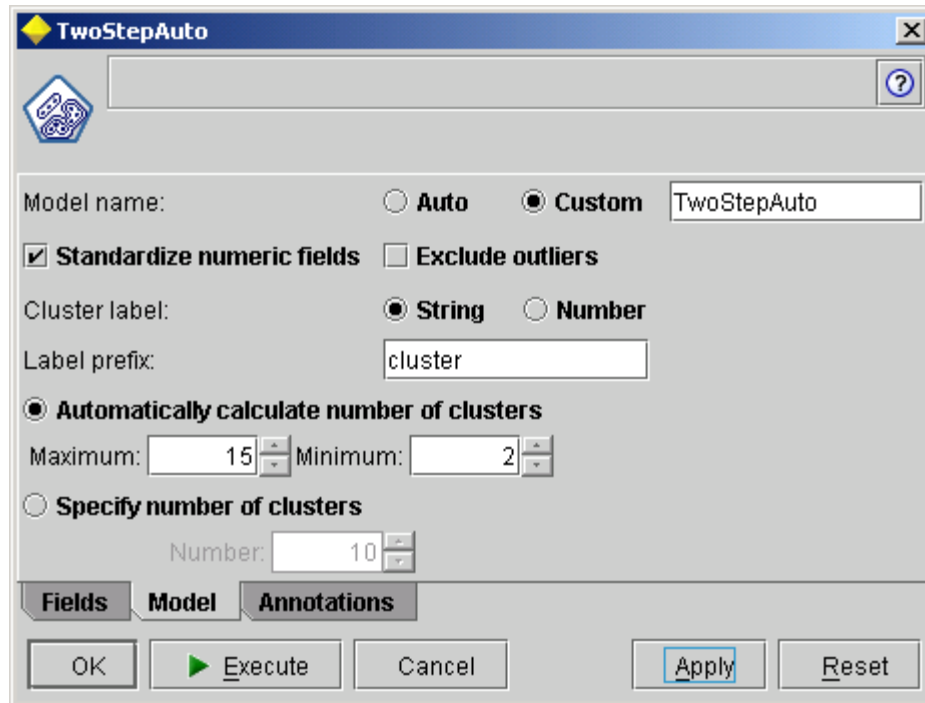 TwoStepAuto
?
Model name: Auto Custom TwoStepAuto
Standardize numeric fields Exclude outliers
Cluster label: String Number
Label prefix: cluster
Automatically calculate number of clusters
Maximum: 15 Minimum: 2
Specify number of clusters
Number: 10
Fields Model Annotations
OK Execute Cancel Apply Reset